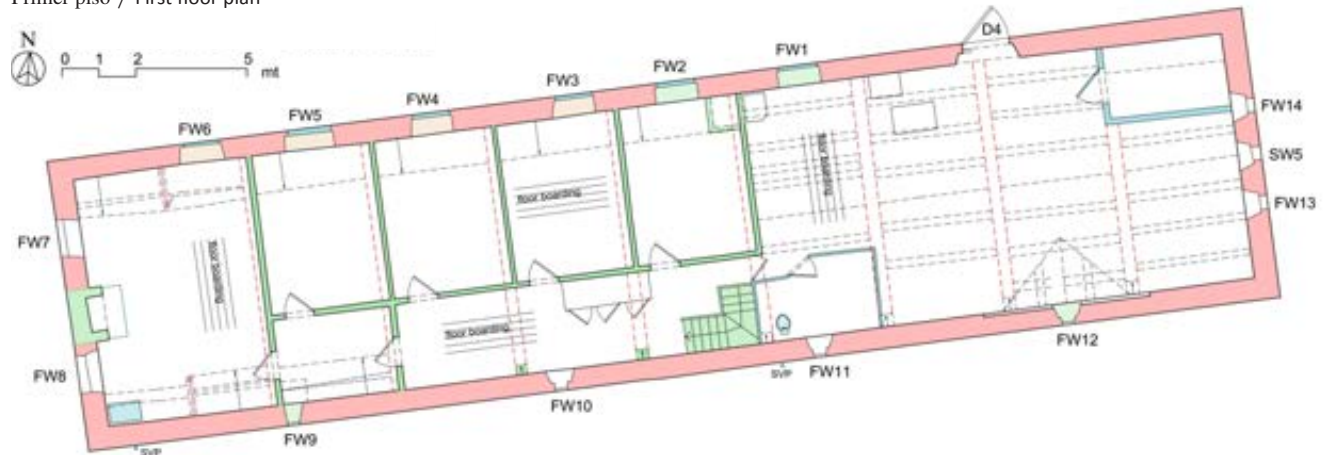 Primer piso / First floor plan
N
0 1 2 5 mt
D4
FW1
FW2
FW3
FW4
FW5
FW6
FW14
SW5
FW13
FW7
FW8
floor boarding
floor boarding
floor boarding
floor boarding
FW12
FW11
SVP
FW10
FW9
SVP